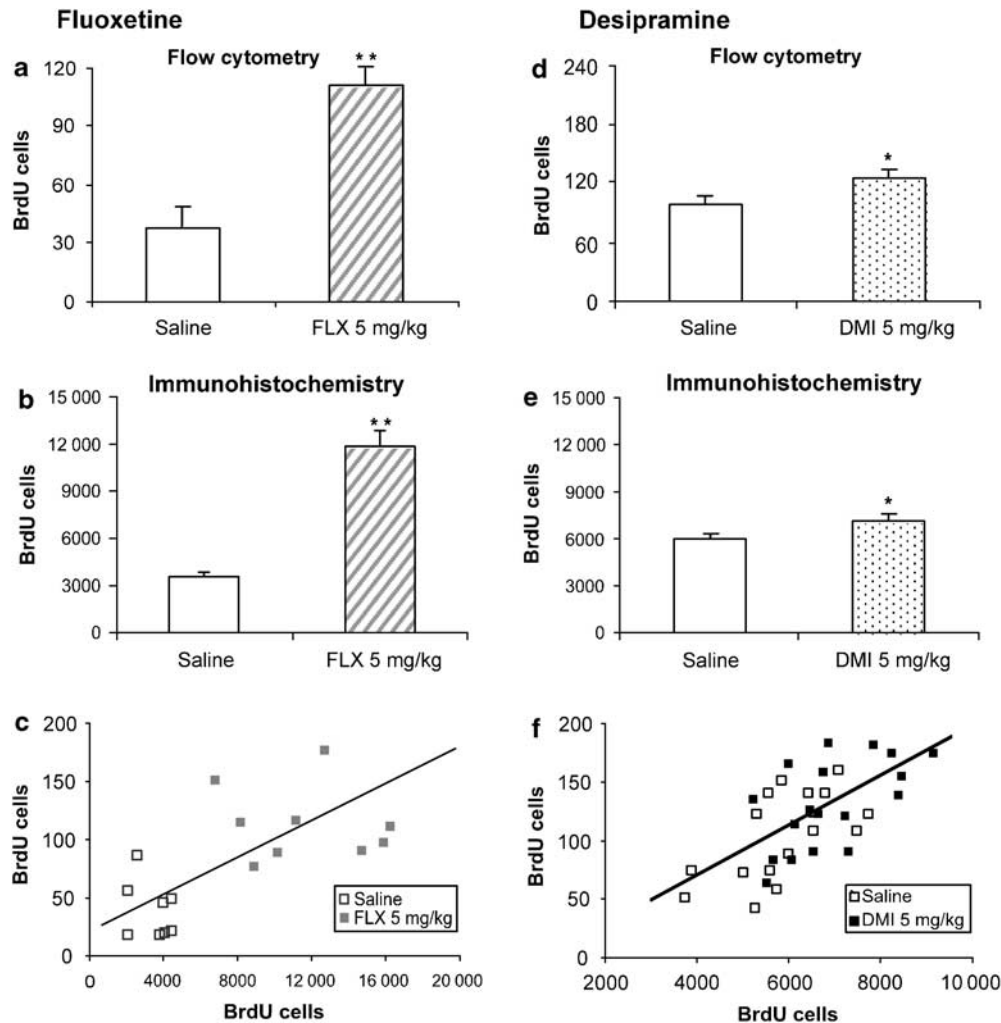 Fluoxetine
Desipramine
a
Flow cytometry
BrdU cells
120
90
60
30
0
**
Saline
FLX 5 mg/kg
d
Flow cytometry
BrdU cells
240
180
120
60
0
*
Saline
DMI 5 mg/kg
b
Immunohistochemistry
BrdU cells
15 000
12 000
9000
6000
3000
0
**
Saline
FLX 5 mg/kg
e
Immunohistochemistry
BrdU cells
15 000
12 000
9000
6000
3000
0
*
Saline
DMI 5 mg/kg
c
BrdU cells
200
150
100
50
0
Saline
FLX 5 mg/kg
0 4000 8000 12 000 16 000 20 000
BrdU cells
f
BrdU cells
200
150
100
50
0
Saline
DMI 5 mg/kg
2000 4000 6000 8000 10 000
BrdU cells